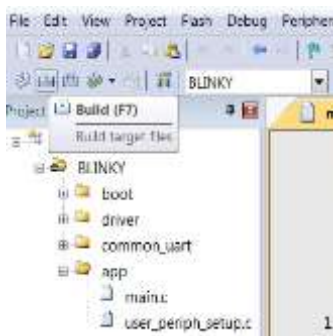 File Edit View Project Flash Debug Peripher
BLINKY
Project
Build (F7)
Build target files
BLINKY
boot
driver
common_uart
app
main.c
user_periph_setup.c
1